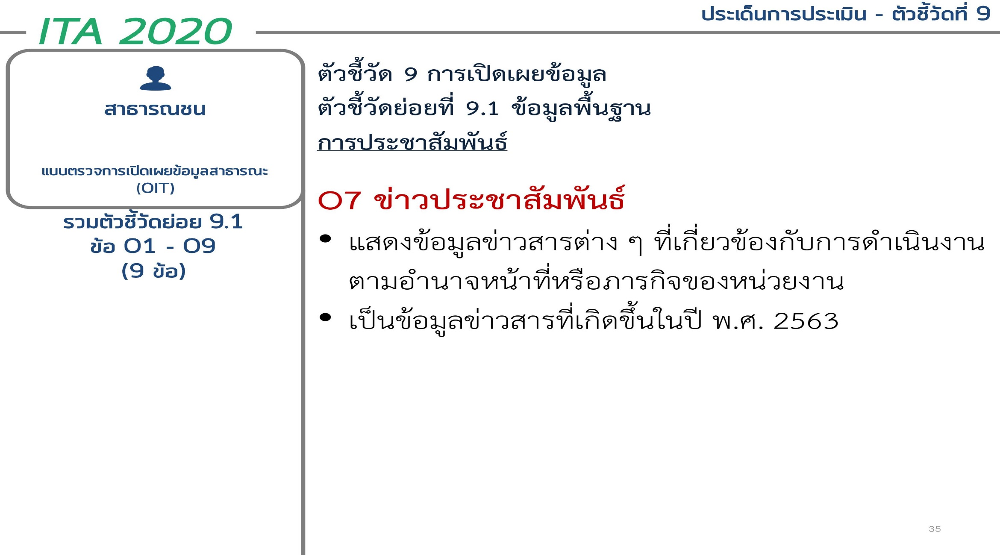 ประเด็นการประเมิน - ตัวชี้วัดที่ 9
ITA 2020
สาธารณชน
แบบตรวจการเปิดเผยข้อมูลสาธารณะ
(OIT)
รวมตัวชี้วัดย่อย 9.1
ข้อ O1 - O9
(9 ข้อ)
ตัวชี้วัด 9 การเปิดเผยข้อมูล
ตัวชี้วัดย่อยที่ 9.1 ข้อมูลพื้นฐาน
การประชาสัมพันธ์
O7 ข่าวประชาสัมพันธ์
• แสดงข้อมูลข่าวสารต่าง ๆ ที่เกี่ยวข้องกับการดำเนินงาน
ตามอำนาจหน้าที่หรือภารกิจของหน่วยงาน
• เป็นข้อมูลข่าวสารที่เกิดขึ้นในปี พ.ศ. 2563
35